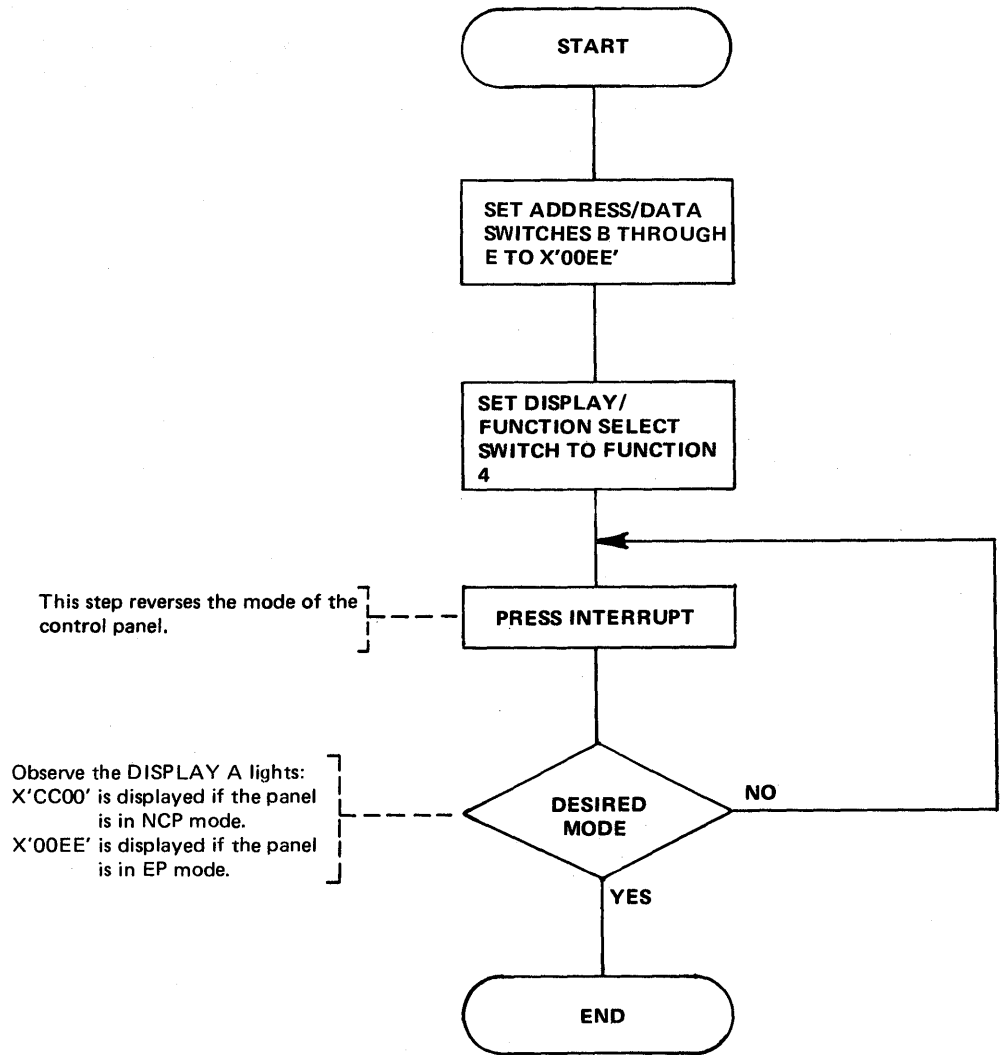 START
SET ADDRESS/DATA
SWITCHES B THROUGH
E TO X'00EE'
SET DISPLAY/
FUNCTION SELECT
SWITCH TO FUNCTION
4
This step reverses the mode of the
control panel.
PRESS INTERRUPT
Observe the DISPLAY A lights:
X'CC00' is displayed if the panel
is in NCP mode.
X'00EE' is displayed if the panel
is in EP mode.
DESIRED
MODE
NO
YES
END